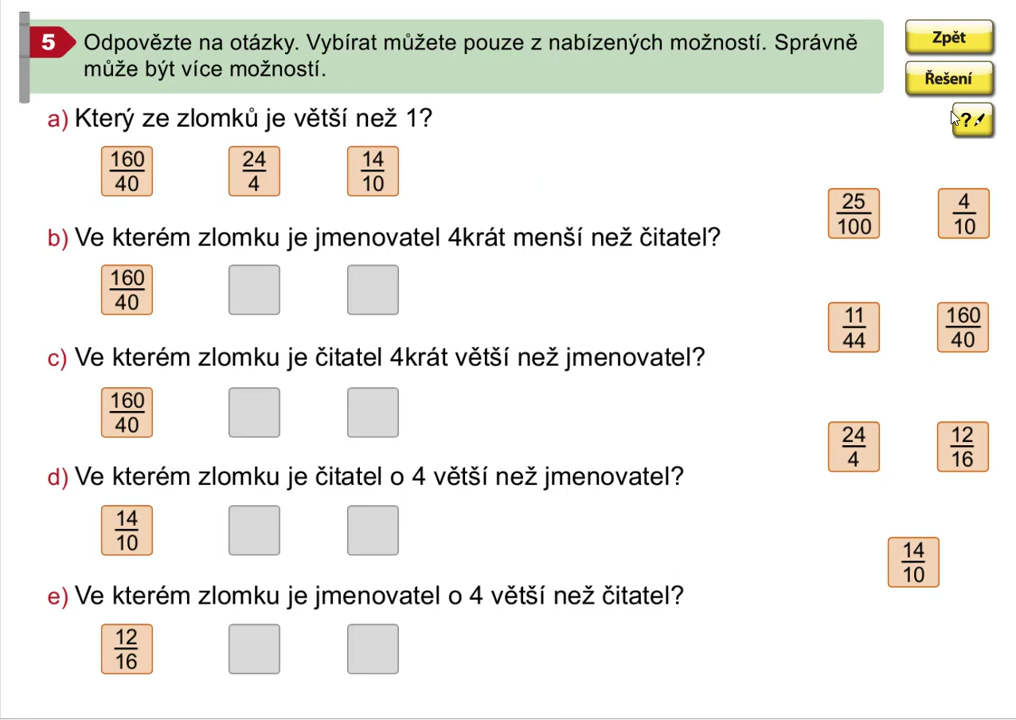 5 Odpovězte na otázky. Vybírat můžete pouze z nabízených možností. Správně
může být více možností.
Zpět
Řešení
?
a) Který ze zlomků je větší než 1?
160/40 24/4 14/10
25/100 4/10
b) Ve kterém zlomku je jmenovatel 4krát menší než čitatel?
160/40
11/44 160/40
c) Ve kterém zlomku je čitatel 4krát větší než jmenovatel?
160/40
24/4 12/16
d) Ve kterém zlomku je čitatel o 4 větší než jmenovatel?
14/10
14/10
e) Ve kterém zlomku je jmenovatel o 4 větší než čitatel?
12/16